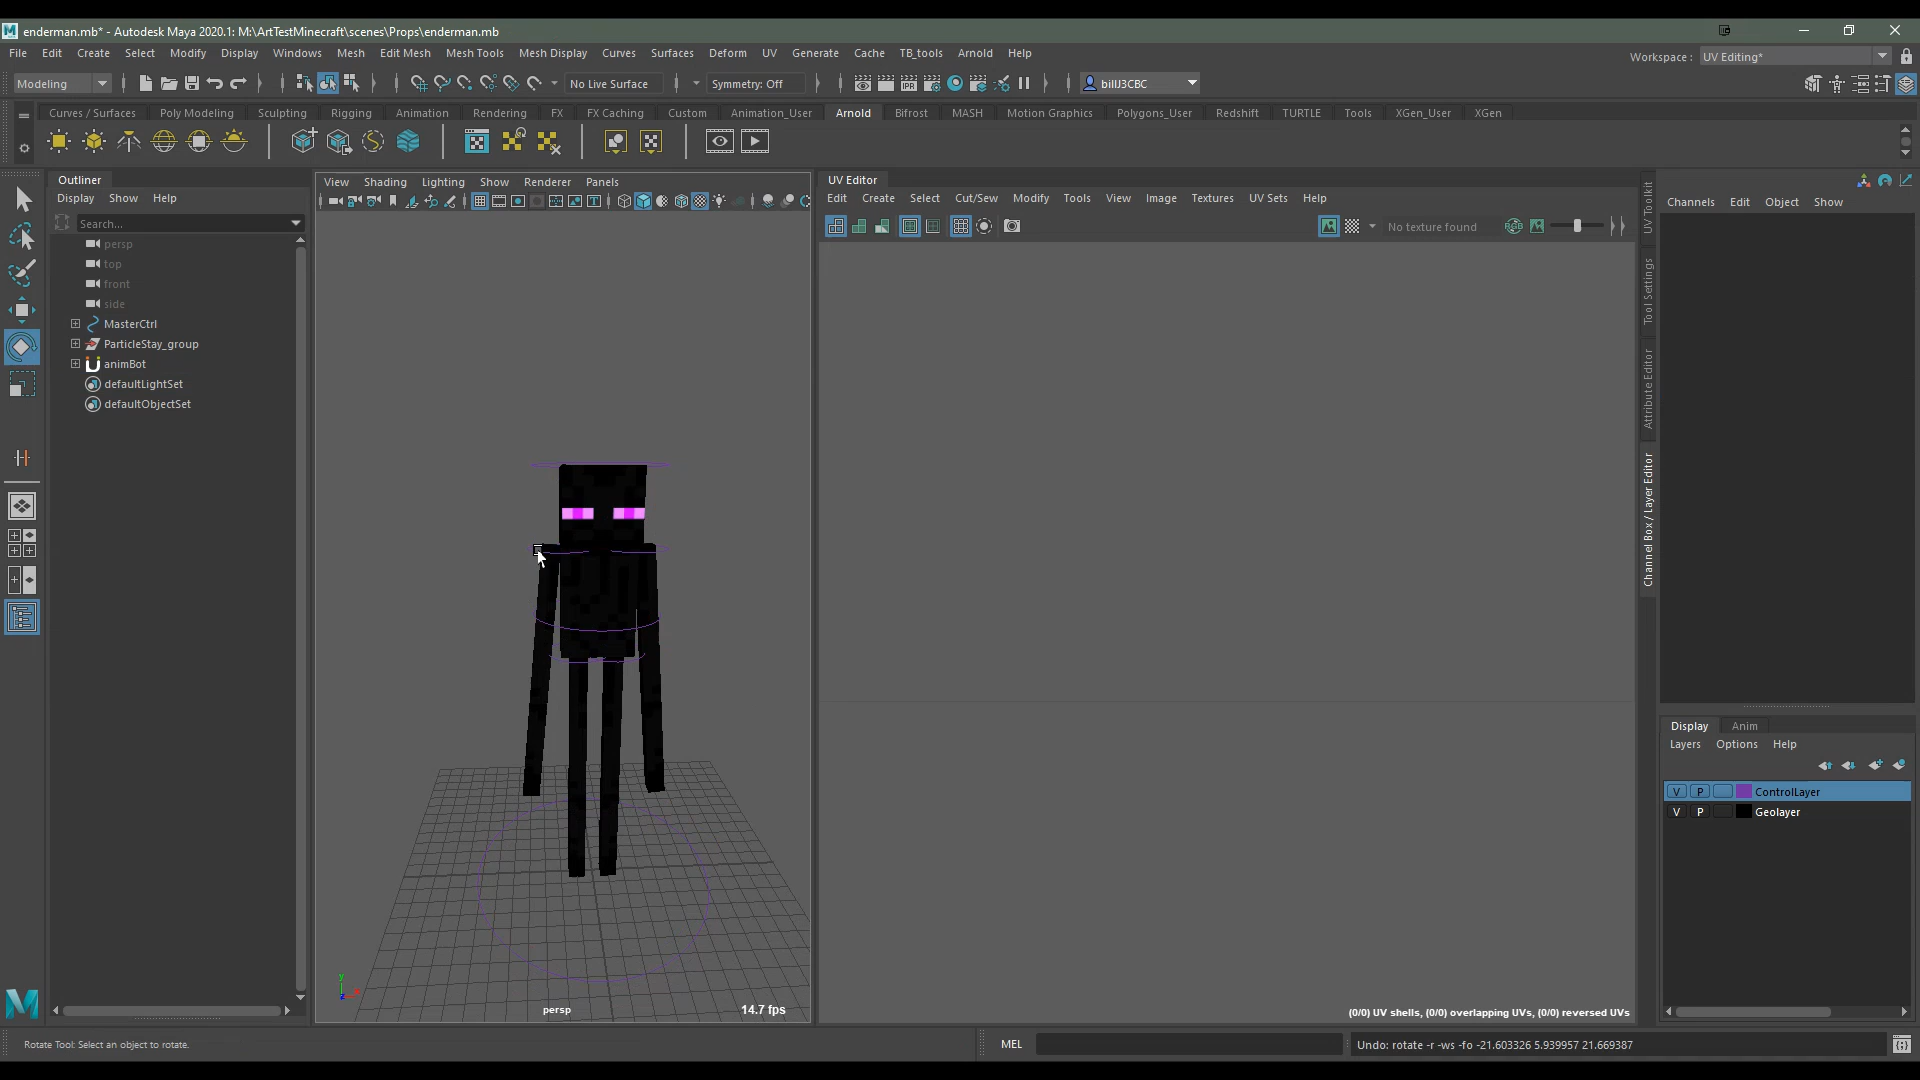 enderman.mb* - Autodesk Maya 2020.1: M:\ArtTestMinecraft\scenes\Props\enderman.mb
File Edit Create Select Modify Display Windows Mesh Edit Mesh Mesh Tools Mesh Display Curves Surfaces Deform UV Generate Cache TB_tools Arnold Help
Workspace : UV Editing*
Modeling
No Live Surface
Symmetry: Off
billJ3CBC
Curves / Surfaces Poly Modeling Sculpting Rigging Animation Rendering FX FX Caching Custom Animation_User Arnold Bifrost MASH Motion Graphics Polygons_User Redshift TURTLE Tools XGen_User XGen
Outliner
Display Show Help
Search...
persp
top
front
side
MasterCtrl
ParticleStay_group
animBot
defaultLightSet
defaultObjectSet
View Shading Lighting Show Renderer Panels
persp
14.7 fps
UV Editor
Edit Create Select Cut/Sew Modify Tools View Image Textures UV Sets Help
No texture found
(0/0) UV shells, (0/0) overlapping UVs, (0/0) reversed UVs
UV Toolkit
Tool Settings
Attribute Editor
Channel Box / Layer Editor
Channels Edit Object Show
Display Anim
Layers Options Help
V P ControlLayer
V P Geolayer
Rotate Tool: Select an object to rotate.
MEL
Undo: rotate -r -ws -fo -21.603326 5.939957 21.669387